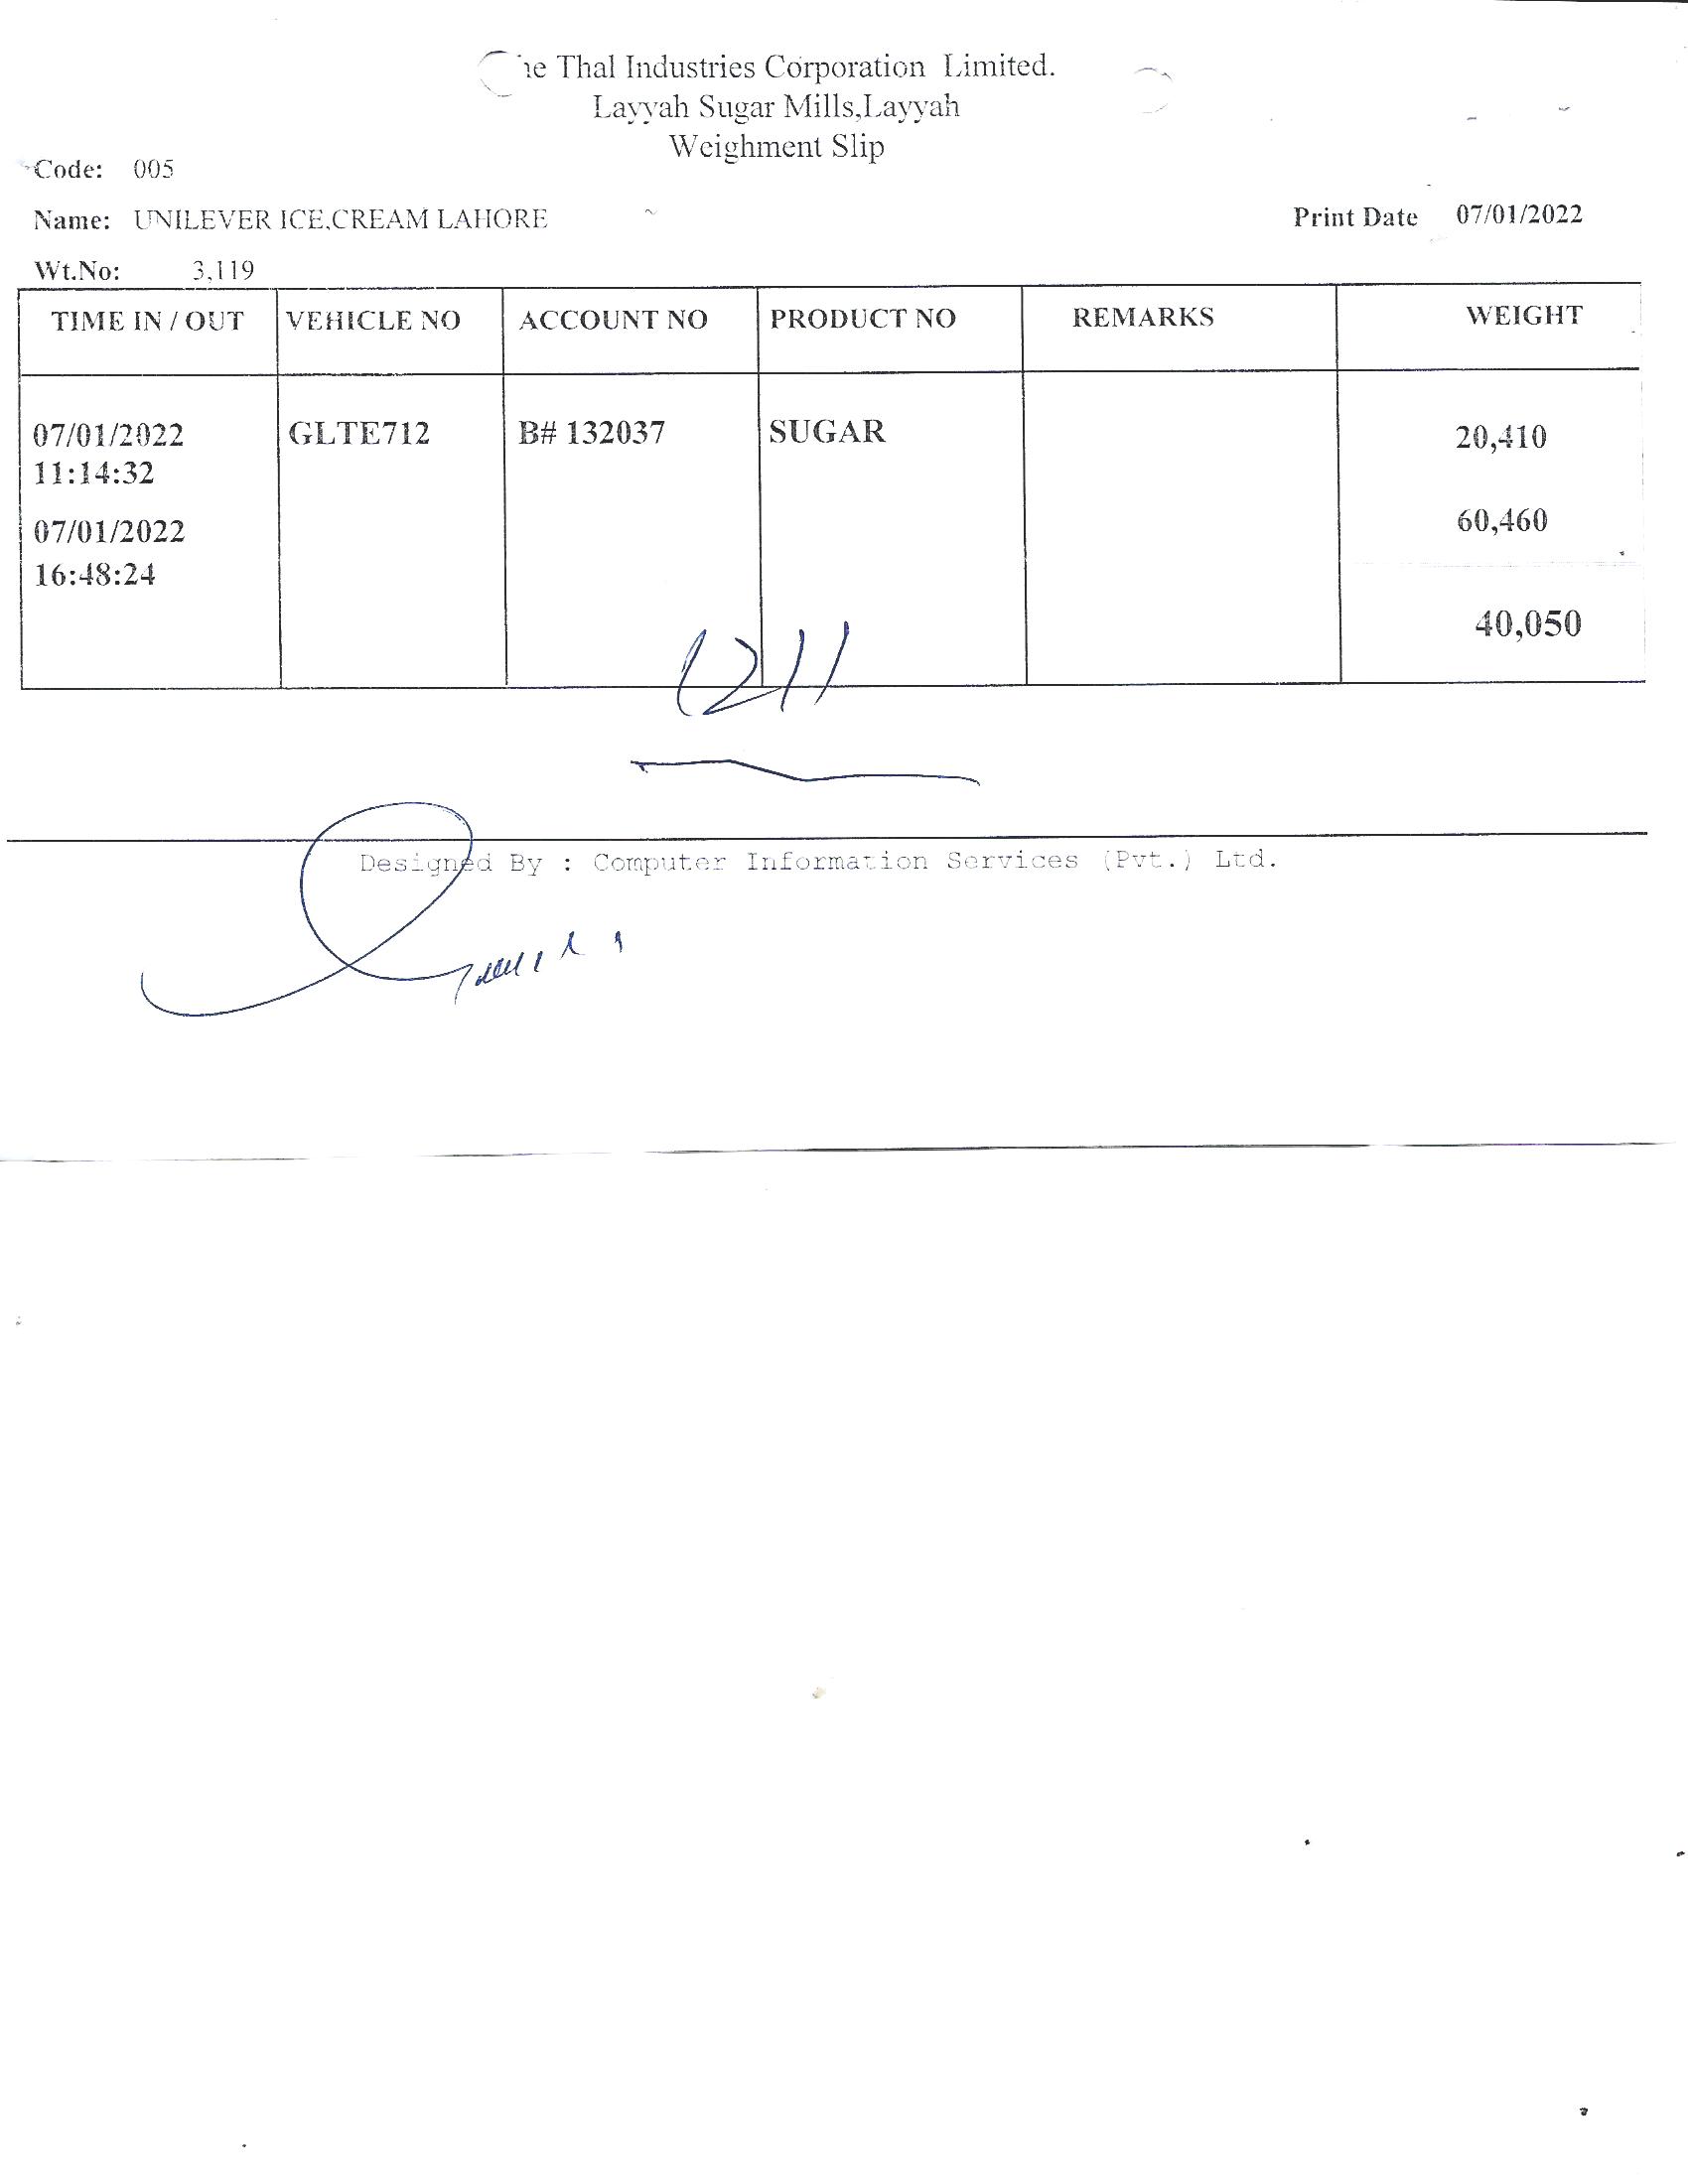 he Thal Industries Corporation Limited.
Layyah Sugar Mills,Layyah
Weighment Slip
Code: 005
Name: UNILEVER ICE,CREAM LAHORE Print Date 07/01/2022
Wt.No: 3,119
TIME IN / OUT VEHICLE NO ACCOUNT NO PRODUCT NO REMARKS WEIGHT
07/01/2022 GLTE712 B# 132037 SUGAR 20,410
11:14:32
07/01/2022 60,460
16:48:24
40,050
1211
Designed By : Computer Information Services (Pvt.) Ltd.